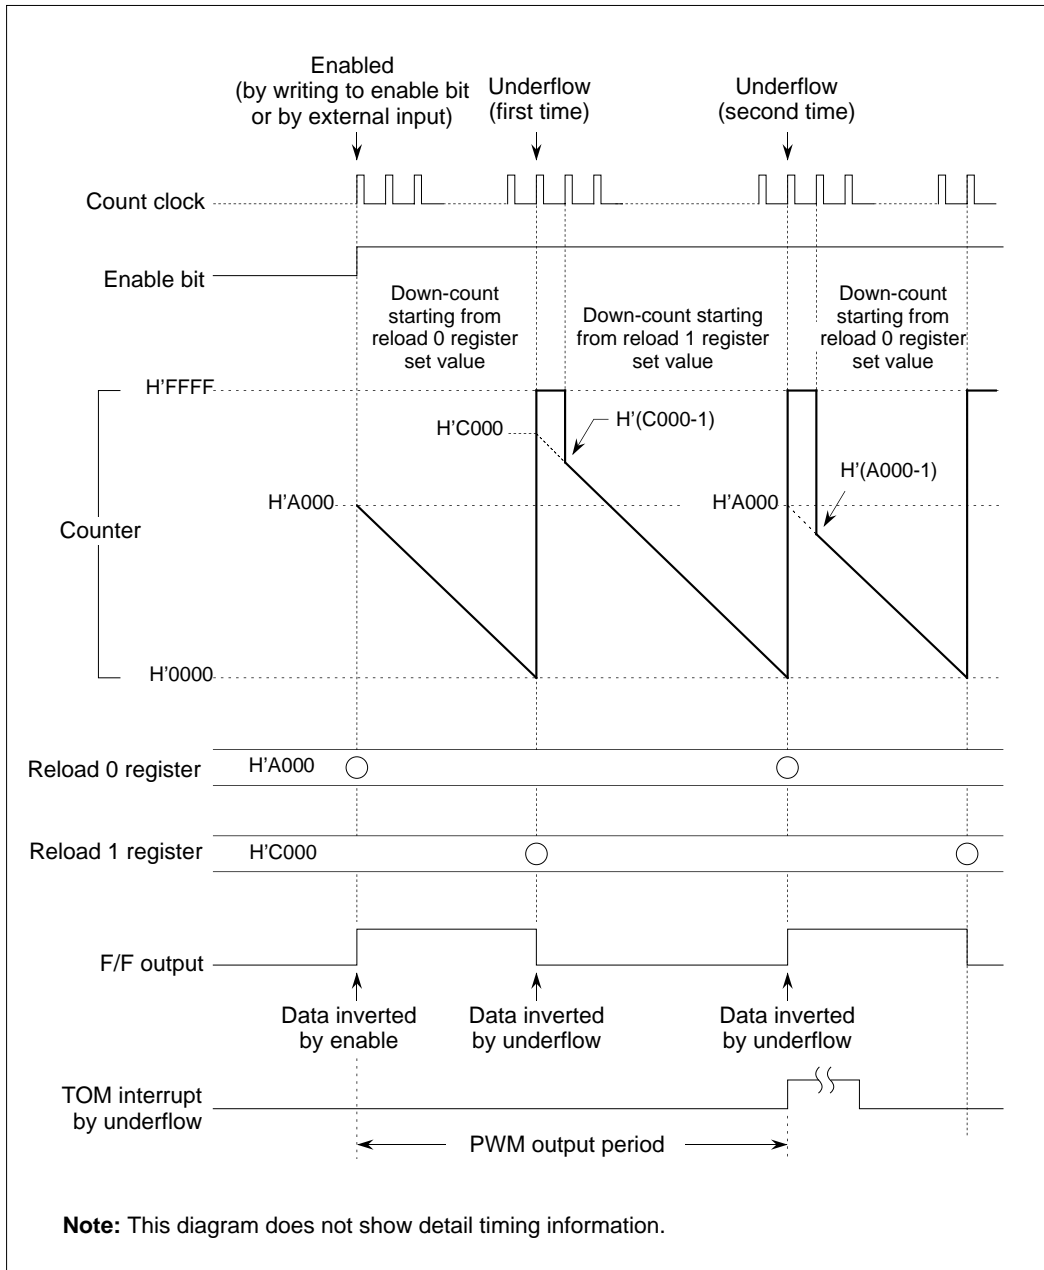 Enabled
(by writing to enable bit
or by external input)
Underflow
(first time)
Underflow
(second time)
Count clock
Enable bit
Down-count
starting from
reload 0 register
set value
Down-count starting
from reload 1 register
set value
Down-count
starting from
reload 0 register
set value
H'FFFF
H'C000
H'(C000-1)
H'A000
H'A000
H'(A000-1)
Counter
H'0000
Reload 0 register
H'A000
Reload 1 register
H'C000
F/F output
Data inverted
by enable
Data inverted
by underflow
Data inverted
by underflow
TOM interrupt
by underflow
PWM output period
Note: This diagram does not show detail timing information.